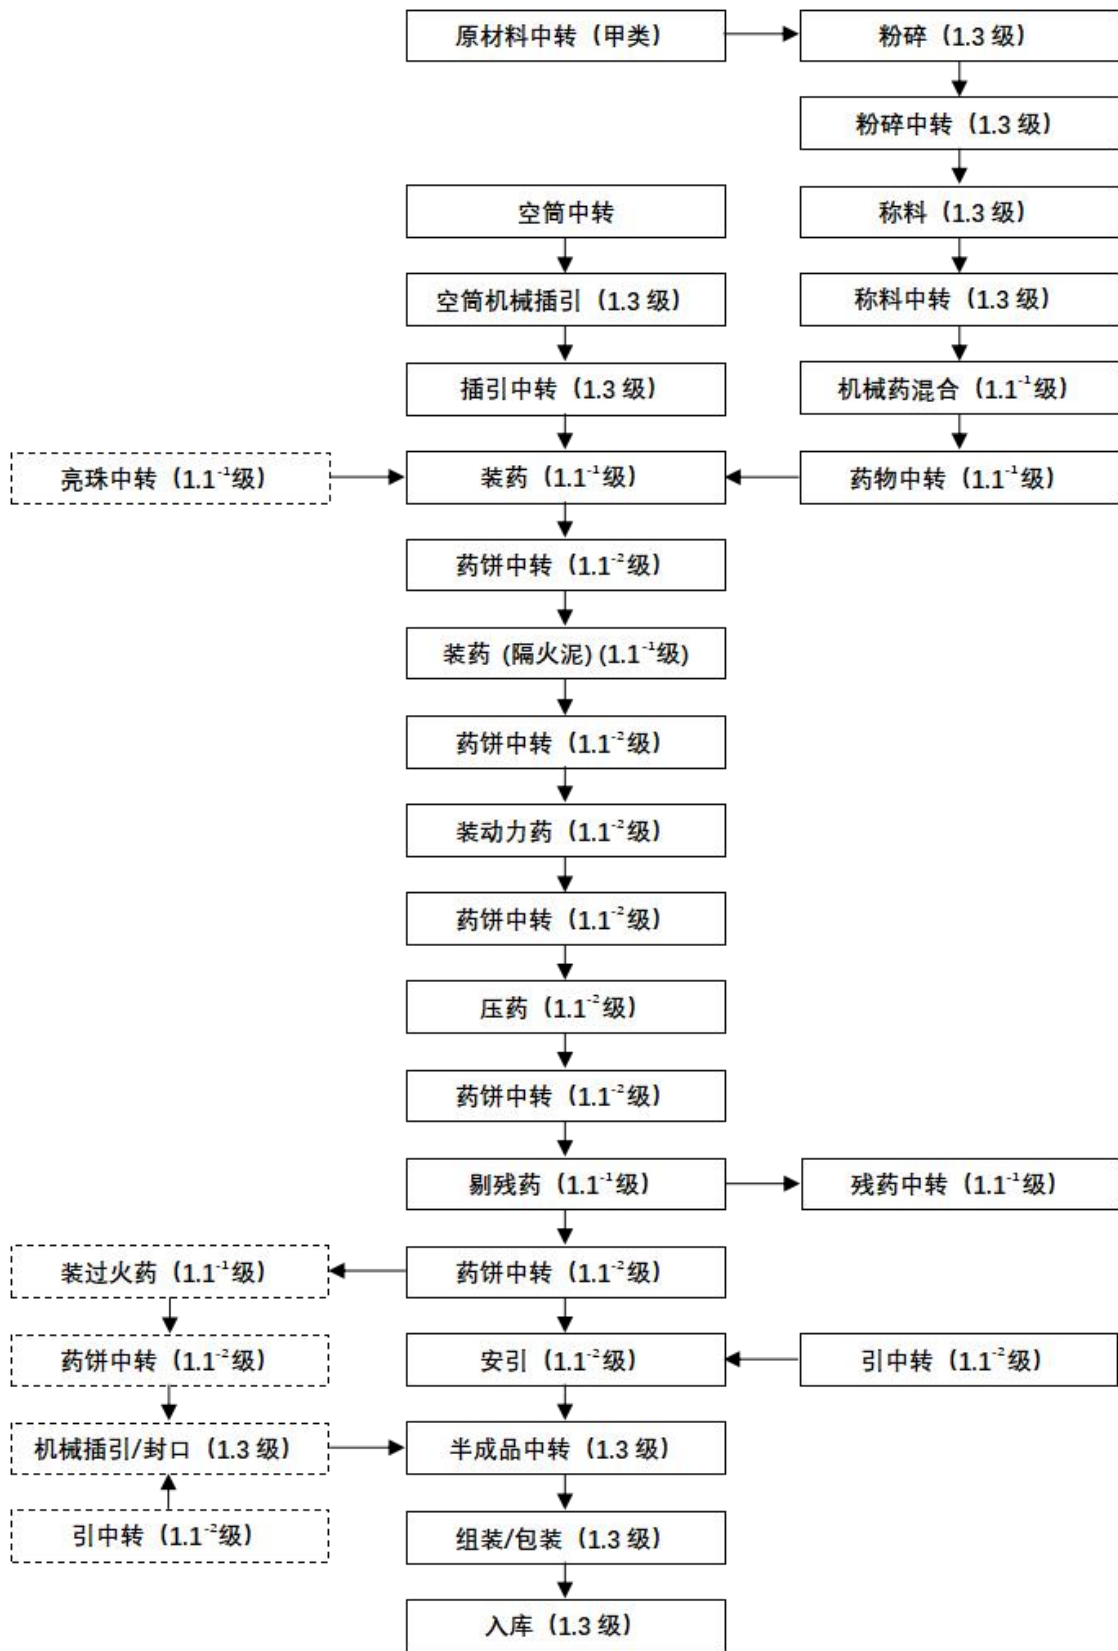 原材料中转（甲类）
粉碎（1.3 级）
粉碎中转（1.3 级）
空筒中转
称料（1.3 级）
空筒机械插引（1.3 级）
称料中转（1.3 级）
插引中转（1.3 级）
机械药混合（1.1⁻¹级）
亮珠中转（1.1⁻¹级）
装药（1.1⁻¹级）
药物中转（1.1⁻¹级）
药饼中转（1.1⁻²级）
装药 (隔火泥) (1.1⁻¹级)
药饼中转（1.1⁻²级）
装动力药（1.1⁻²级）
药饼中转（1.1⁻²级）
压药（1.1⁻²级）
药饼中转（1.1⁻²级）
剔残药（1.1⁻¹级）
残药中转（1.1⁻¹级）
装过火药（1.1⁻¹级）
药饼中转（1.1⁻²级）
药饼中转（1.1⁻²级）
安引（1.1⁻²级）
引中转（1.1⁻²级）
机械插引/封口（1.3 级）
半成品中转（1.3 级）
引中转（1.1⁻²级）
组装/包装（1.3 级）
入库（1.3 级）